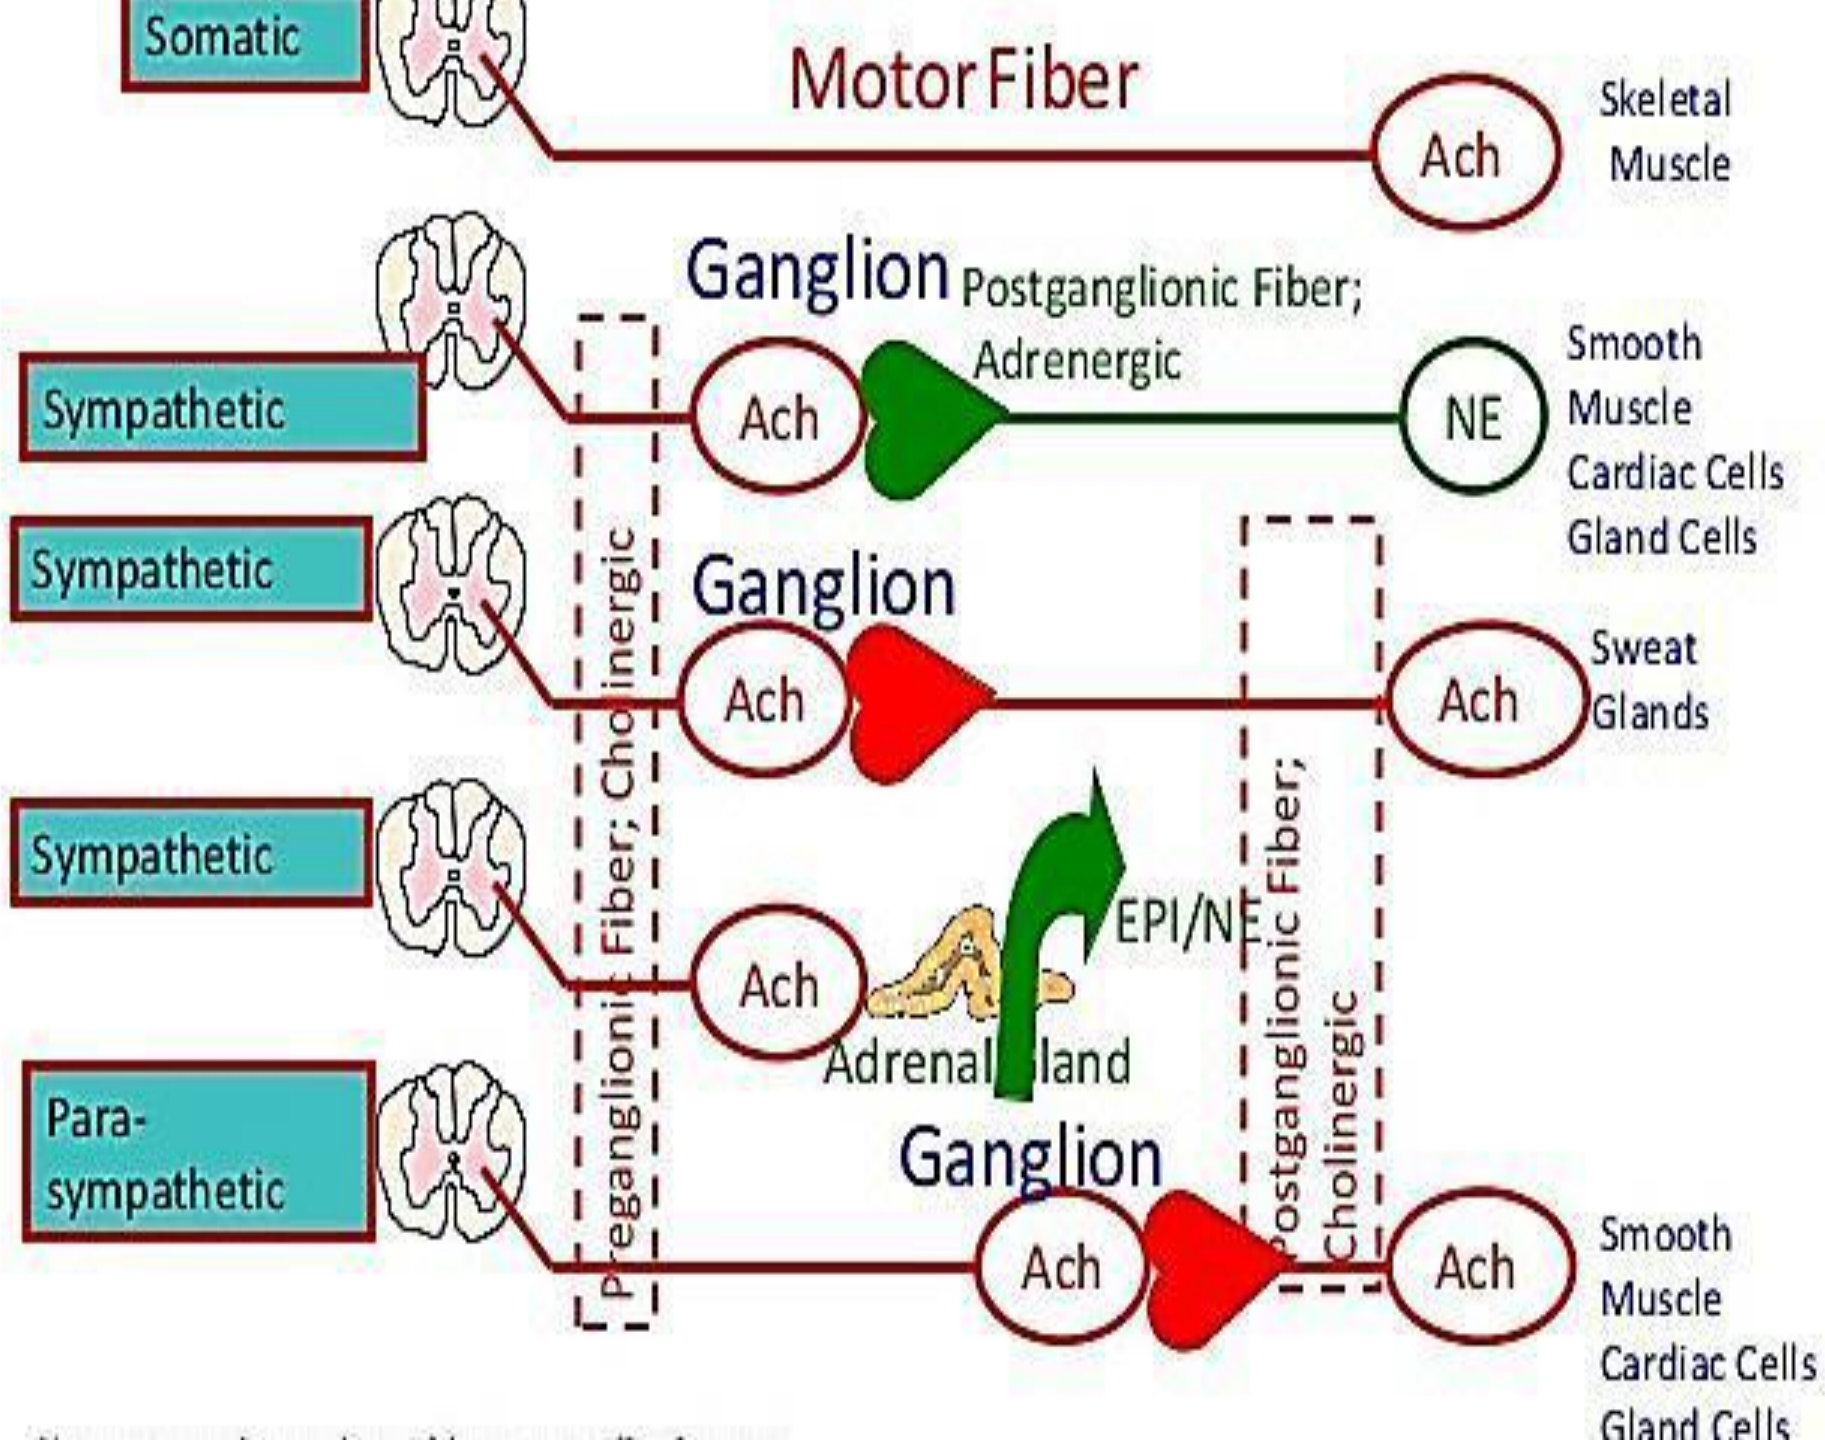 Somatic
Motor Fiber
Ach
Skeletal
Muscle
Sympathetic
Ganglion
Postganglionic Fiber;
Adrenergic
Ach
NE
Smooth
Muscle
Cardiac Cells
Gland Cells
Sympathetic
Ganglion
Ach
Ach
Sweat
Glands
Preganglionic Fiber; Cholinergic
Postganglionic Fiber;
Cholinergic
Sympathetic
Ach
EPI/NE
Adrenal land
Para-
sympathetic
Ganglion
Ach
Ach
Smooth
Muscle
Cardiac Cells
Gland Cells